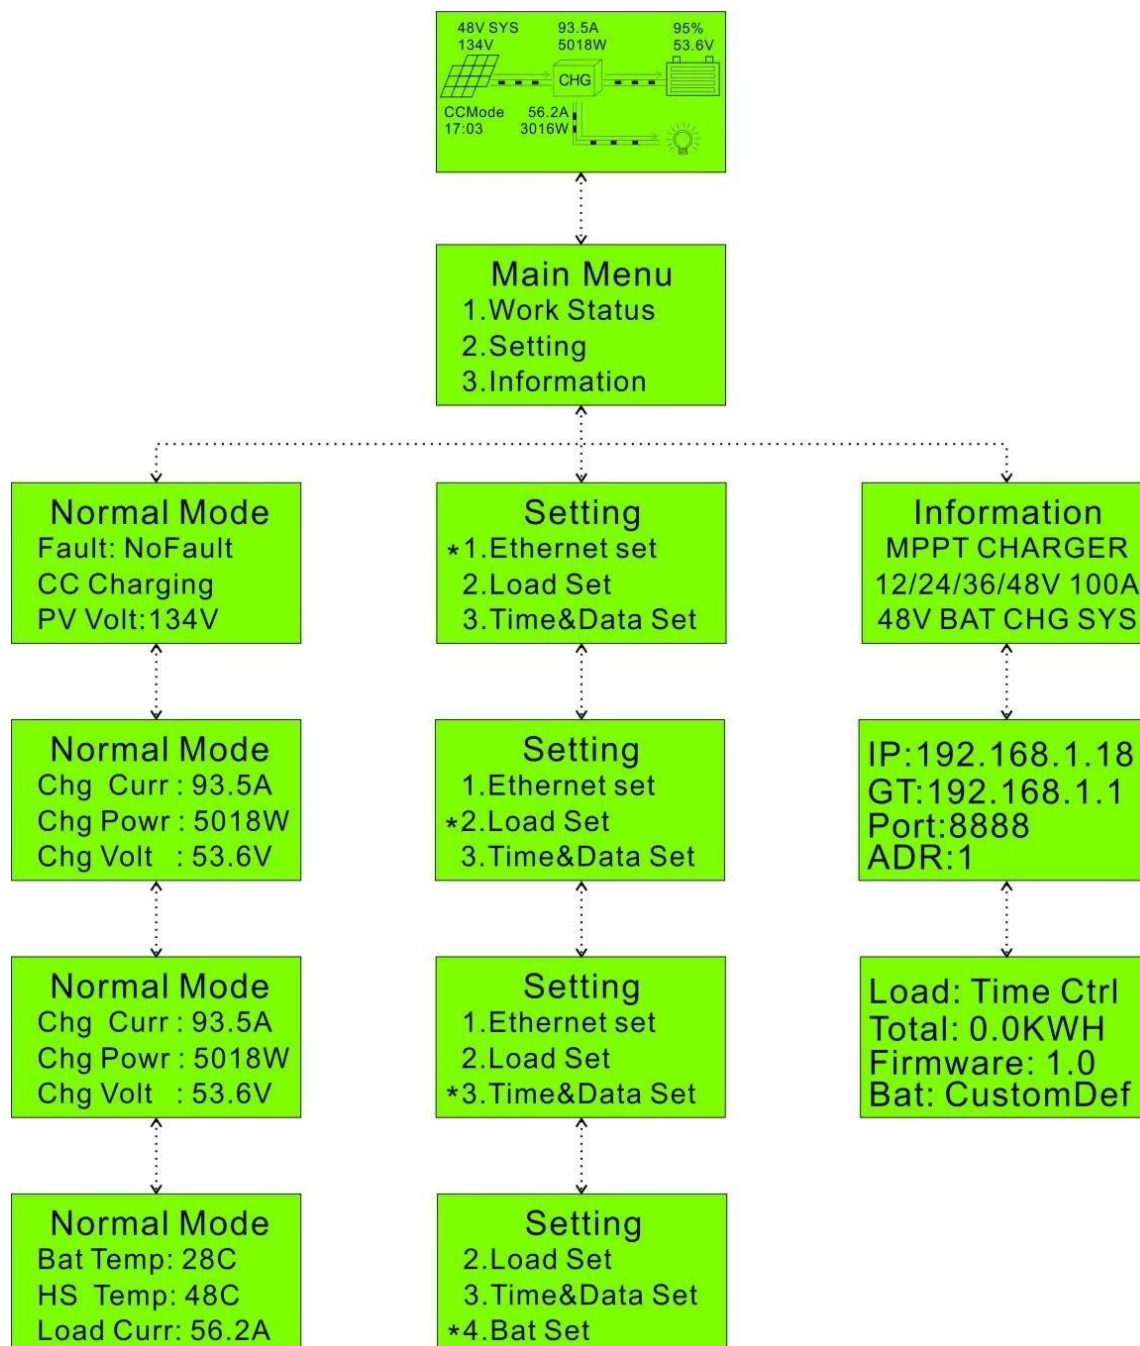 48V SYS 93.5A 95%
134V 5018W 53.6V
CHG
CCMode 56.2A
17:03 3016W
Main Menu
1.Work Status
2.Setting
3.Information
Normal Mode
Fault: NoFault
CC Charging
PV Volt:134V
Normal Mode
Chg Curr : 93.5A
Chg Powr : 5018W
Chg Volt : 53.6V
Normal Mode
Chg Curr : 93.5A
Chg Powr : 5018W
Chg Volt : 53.6V
Normal Mode
Bat Temp: 28C
HS Temp: 48C
Load Curr: 56.2A
Setting
*1.Ethernet set
2.Load Set
3.Time&Data Set
Setting
1.Ethernet set
*2.Load Set
3.Time&Data Set
Setting
1.Ethernet set
2.Load Set
*3.Time&Data Set
Setting
2.Load Set
3.Time&Data Set
*4.Bat Set
Information
MPPT CHARGER
12/24/36/48V 100A
48V BAT CHG SYS
IP:192.168.1.18
GT:192.168.1.1
Port:8888
ADR:1
Load: Time Ctrl
Total: 0.0KWH
Firmware: 1.0
Bat: CustomDef